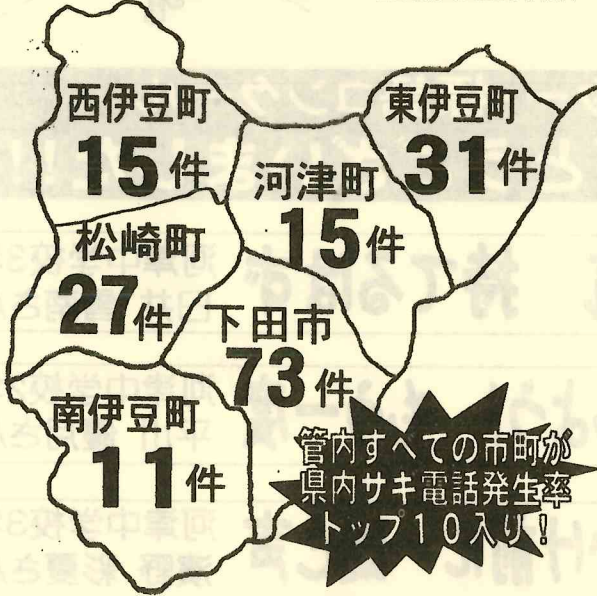 西伊豆町
15件
東伊豆町
31件
河津町
15件
松崎町
27件
下田市
73件
南伊豆町
11件
管内すべての市町が
県内サギ電話発生率
トップ10入り！